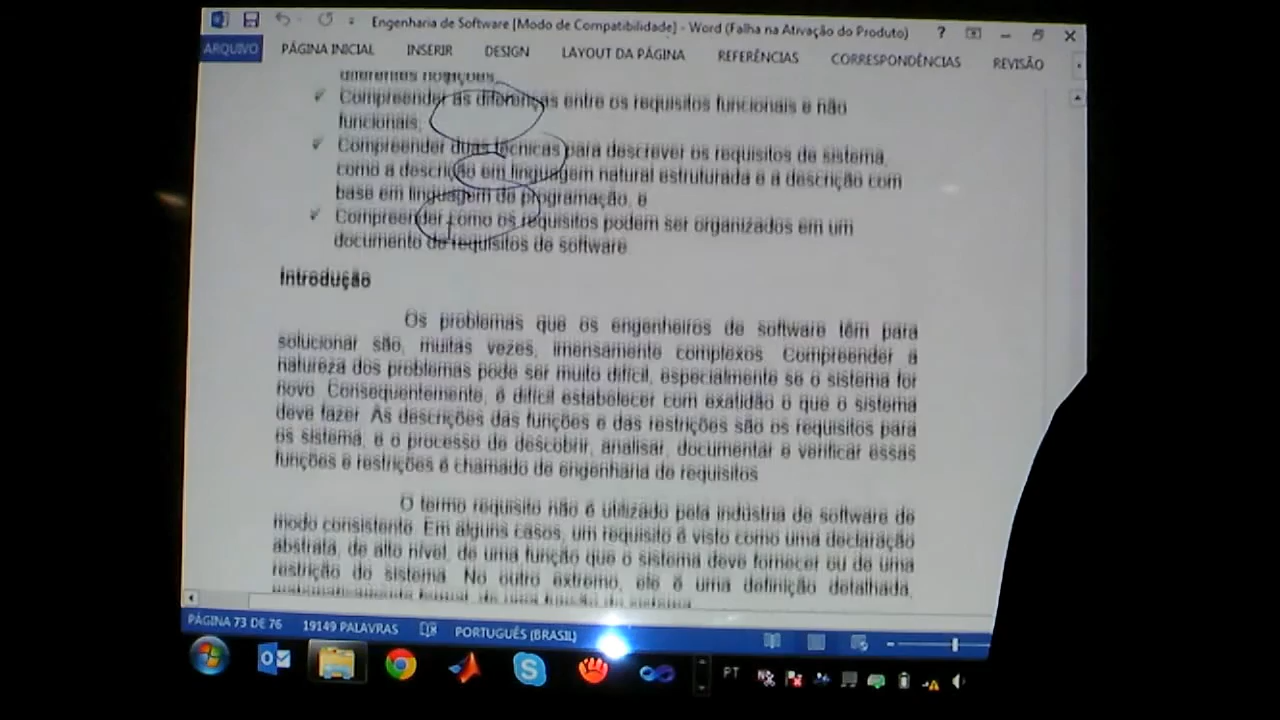 Engenharia de Software [Modo de Compatibilidade] - Word (Falha na Ativação do Produto)
ARQUIVO PÁGINA INICIAL INSERIR DESIGN LAYOUT DA PÁGINA REFERÊNCIAS CORRESPONDÊNCIAS REVISÃO
diferentes notações,
Compreender as diferenças entre os requisitos funcionais e não
funcionais;
Compreender duas técnicas para descrever os requisitos de sistema,
como a descrição em linguagem natural estruturada e a descrição com
base em linguagem de programação, e
Compreender como os requisitos podem ser organizados em um
documento de requisitos de software
Introdução
Os problemas que os engenheiros de software têm para
solucionar são, muitas vezes, imensamente complexos. Compreender a
natureza dos problemas pode ser muito difícil, especialmente se o sistema for
novo. Consequentemente, é difícil estabelecer com exatidão o que o sistema
deve fazer. As descrições das funções e das restrições são os requisitos para
os sistema, e o processo de descobrir, analisar, documentar e verificar essas
funções e restrições é chamado de engenharia de requisitos
O termo requisito não é utilizado pela indústria de software de
modo consistente. Em alguns casos, um requisito é visto como uma declaração
abstrata, de alto nível, de uma função que o sistema deve fornecer ou de uma
restrição do sistema. No outro extremo, ele é uma definição detalhada,
PÁGINA 73 DE 76 19149 PALAVRAS PORTUGUÊS (BRASIL)
PT